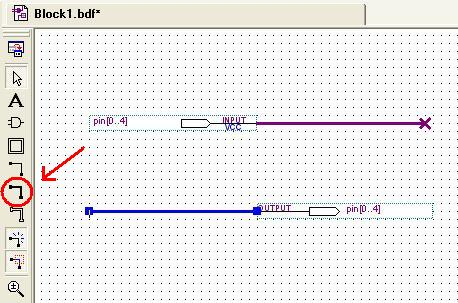 Block1.bdf*
A
pin[0..4] INPUT
VCC
OUTPUT pin[0..4]